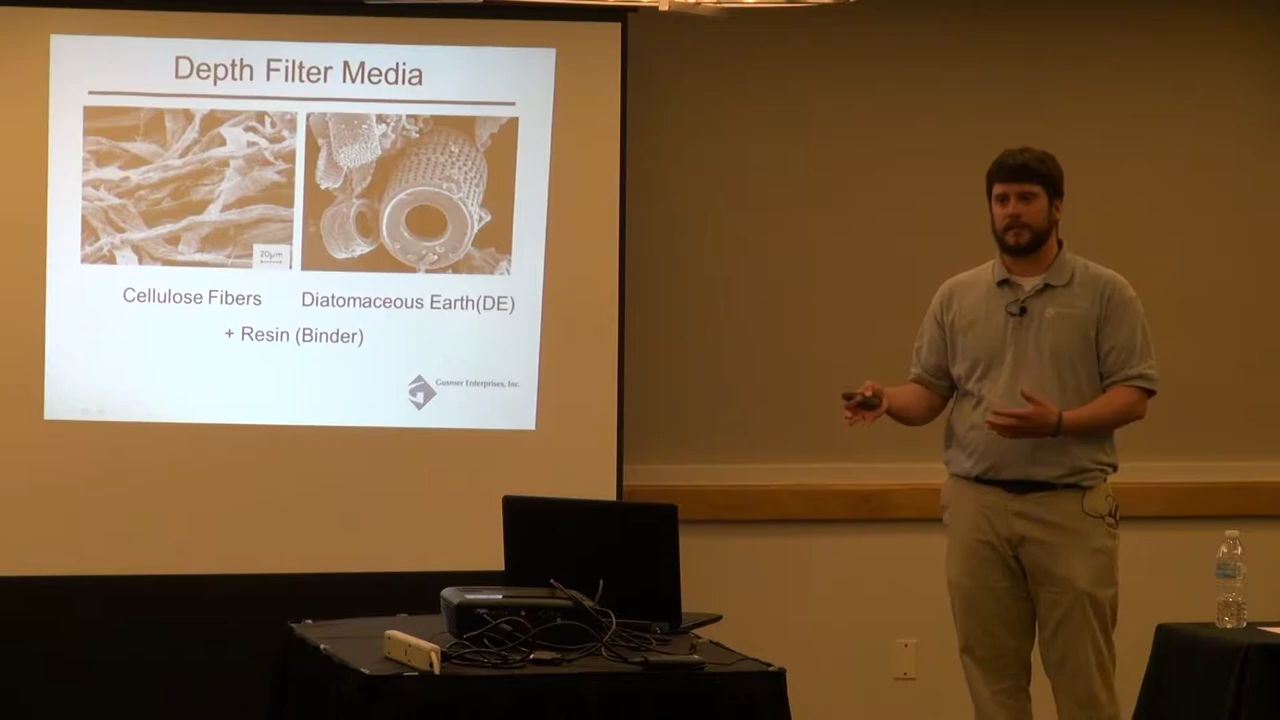 Depth Filter Media
20µm
Cellulose Fibers
Diatomaceous Earth(DE)
+ Resin (Binder)
Gusmer Enterprises, Inc.